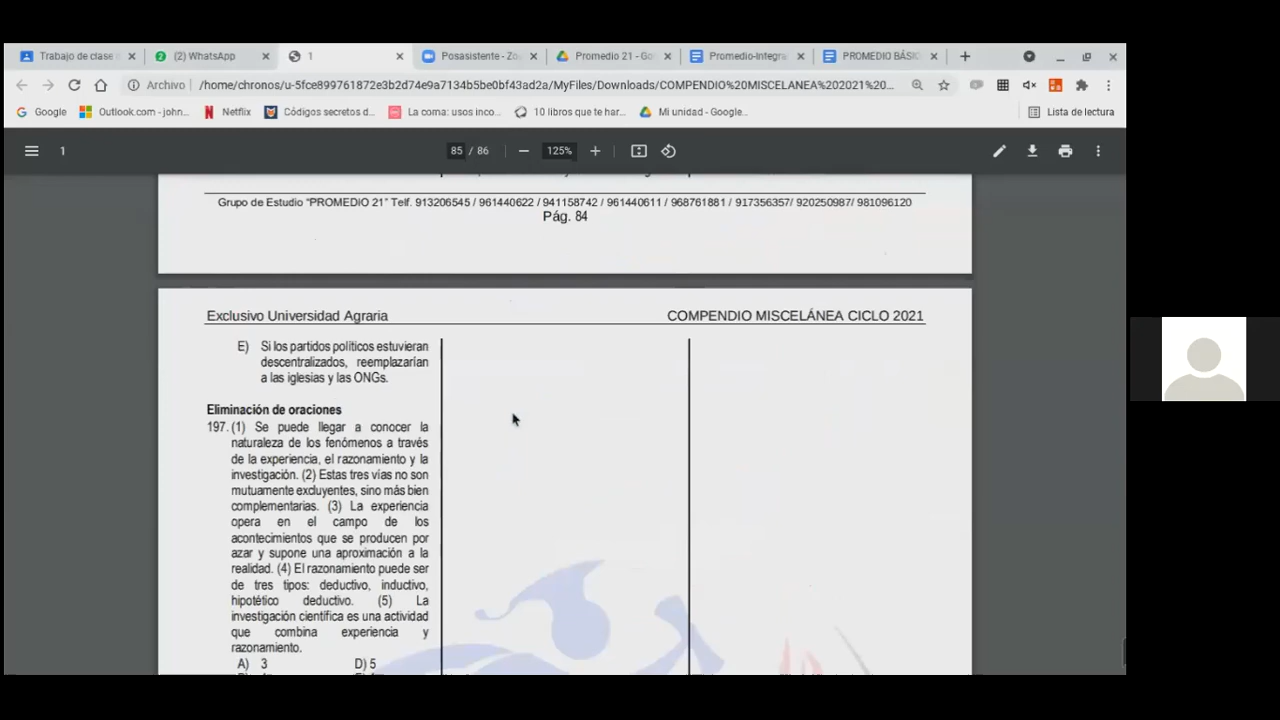 Trabajo de clase
(2) WhatsApp
1
Posasistente - Zo
Promedio 21 - Go
Promedio-Integra
PROMEDIO BÁSIC
Archivo
/home/chronos/u-5fce899761872e3b2d74e9a7134b5be0bf43ad2a/MyFiles/Downloads/COMPENDIO%20MISCELANEA%202021%20...
Google
Outlook.com - john...
Netflix
Códigos secretos d...
La coma: usos inco...
10 libros que te har...
Mi unidad - Google...
Lista de lectura
1
85 / 86
125%
Grupo de Estudio "PROMEDIO 21" Telf. 913206545 / 961440622 / 941158742 / 961440611 / 968761881 / 917356357/ 920250987/ 981096120
Pág. 84
Exclusivo Universidad Agraria
COMPENDIO MISCELÁNEA CICLO 2021
E) Si los partidos políticos estuvieran
descentralizados, reemplazarían
a las iglesias y las ONGs.
Eliminación de oraciones
197. (1) Se puede llegar a conocer la
naturaleza de los fenómenos a través
de la experiencia, el razonamiento y la
investigación. (2) Estas tres vías no son
mutuamente excluyentes, sino más bien
complementarias. (3) La experiencia
opera en el campo de los
acontecimientos que se producen por
azar y supone una aproximación a la
realidad. (4) El razonamiento puede ser
de tres tipos: deductivo, inductivo,
hipotético deductivo. (5) La
investigación científica es una actividad
que combina experiencia y
razonamiento.
A) 3 D) 5